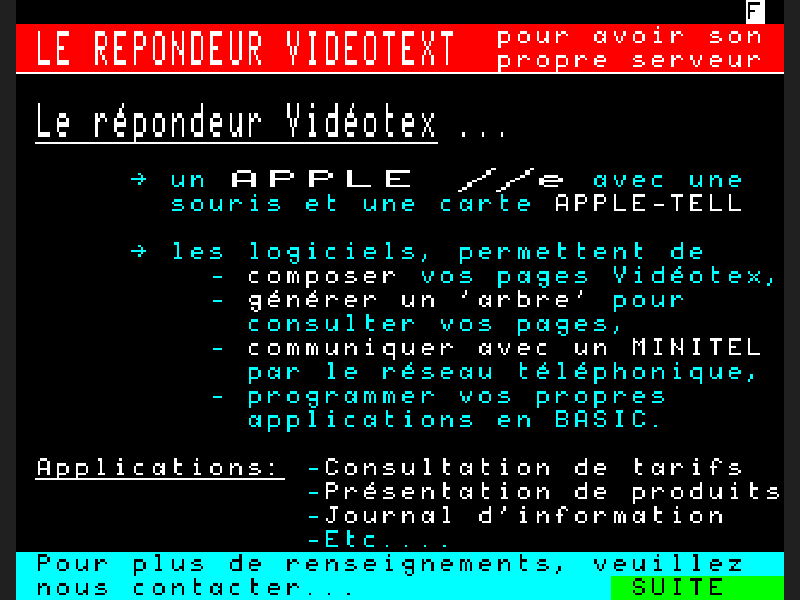 F
LE REPONDEUR VIDEOTEXT pour avoir son
propre serveur
Le répondeur Vidéotex ...
→ un APPLE //e avec une
souris et une carte APPLE-TELL
→ les logiciels, permettent de
- composer vos pages Vidéotex,
- générer un 'arbre' pour
consulter vos pages,
- communiquer avec un MINITEL
par le réseau téléphonique,
- programmer vos propres
applications en BASIC.
Applications: -Consultation de tarifs
-Présentation de produits
-Journal d'information
-Etc....
Pour plus de renseignements, veuillez
nous contacter... SUITE